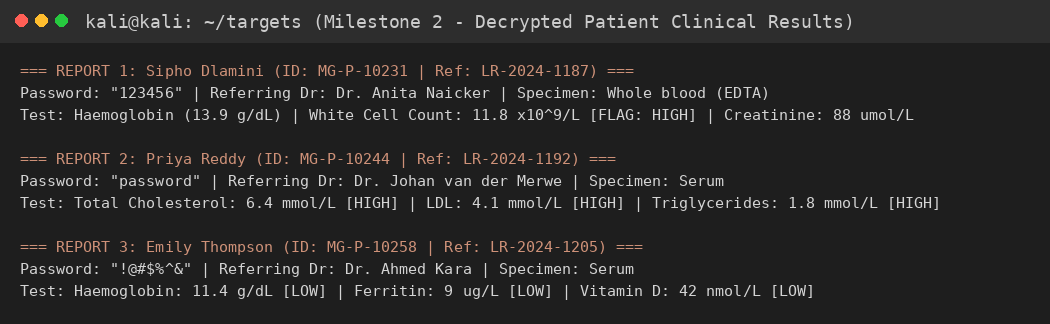 kali@kali: ~/targets (Milestone 2 - Decrypted Patient Clinical Results)
=== REPORT 1: Sipho Dlamini (ID: MG-P-10231 | Ref: LR-2024-1187) ===
Password: "123456" | Referring Dr: Dr. Anita Naicker | Specimen: Whole blood (EDTA)
Test: Haemoglobin (13.9 g/dL) | White Cell Count: 11.8 x10^9/L [FLAG: HIGH] | Creatinine: 88 umol/L
=== REPORT 2: Priya Reddy (ID: MG-P-10244 | Ref: LR-2024-1192) ===
Password: "password" | Referring Dr: Dr. Johan van der Merwe | Specimen: Serum
Test: Total Cholesterol: 6.4 mmol/L [HIGH] | LDL: 4.1 mmol/L [HIGH] | Triglycerides: 1.8 mmol/L [HIGH]
=== REPORT 3: Emily Thompson (ID: MG-P-10258 | Ref: LR-2024-1205) ===
Password: "!@#$%^&" | Referring Dr: Dr. Ahmed Kara | Specimen: Serum
Test: Haemoglobin: 11.4 g/dL [LOW] | Ferritin: 9 ug/L [LOW] | Vitamin D: 42 nmol/L [LOW]